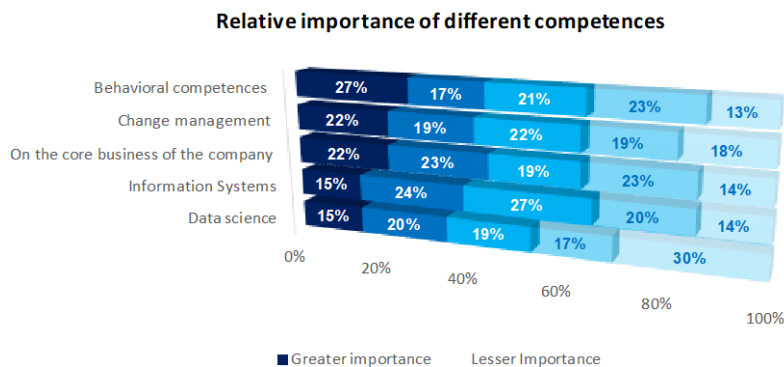 Relative importance of different competences
Behavioral competences 27% 17% 21% 23% 13%
Change management 22% 19% 22% 19% 18%
On the core business of the company 22% 23% 19% 23% 14%
Information Systems 15% 24% 27% 20% 14%
Data science 15% 20% 19% 17% 30%
0% 20% 40% 60% 80% 100%
Greater importance Lesser Importance